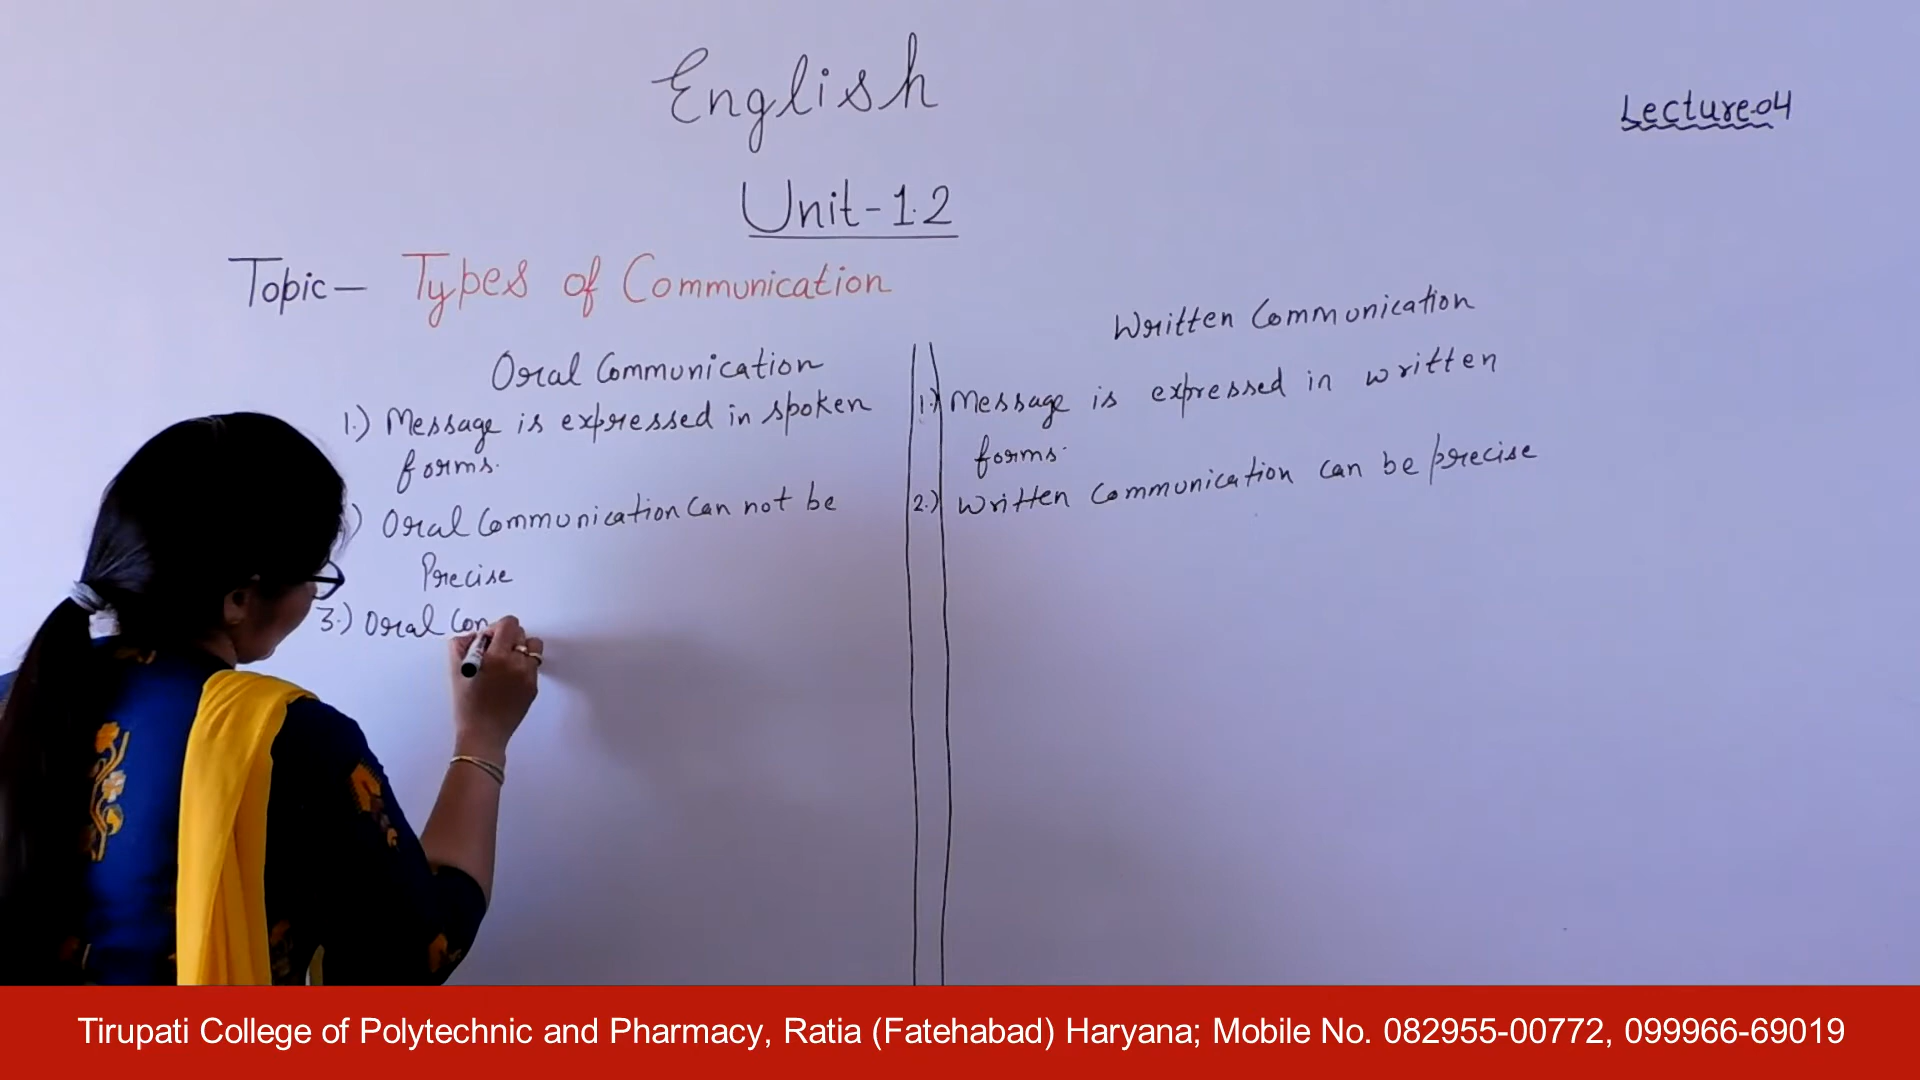 English
Lecture-04
Unit-1.2
Topic- Types of Communication
Oral Communication
1.) Message is expressed in spoken
forms.
) Oral Communication Can not be
Precise
3.) Oral Con
Written Communication
1.) Message is expressed in written
forms.
2.) Written Communication can be precise
Tirupati College of Polytechnic and Pharmacy, Ratia (Fatehabad) Haryana; Mobile No. 082955-00772, 099966-69019